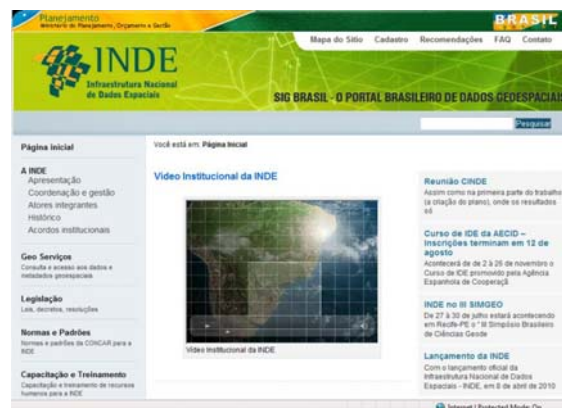 Planejamento
Ministério do Planejamento, Orçamento e Gestão
BRASIL
Mapa do Sítio Cadastro Recomendações FAQ Contato
INDE
Infraestrutura Nacional
de Dados Espaciais
SIG BRASIL - O PORTAL BRASILEIRO DE DADOS GEOESPACIAIS
Pesquisar
Página inicial
Você está em: Página Inicial
A INDE
Apresentação
Coordenação e gestão
Atores integrantes
Histórico
Acordos institucionais
Geo Serviços
Consulta e acesso aos dados e
metadados geoespaciais
Legislação
Leis, decretos, resoluções
Normas e Padrões
Normas e padrões da CONCAR para a
INDE
Capacitação e Treinamento
Capacitação e treinamento de recursos
humanos para a INDE
Video Institucional da INDE
Video Institucional da INDE
Reunião CINDE
Assim como na primeira parte do trabalho
(a criação do plano), onde os resultados
só
Curso de IDE da AECID –
Inscrições terminam em 12 de
agosto
Acontecerá de de 2 à 26 de novembro o
Curso de IDE promovido pela Agência
Espanhola de Cooperaçã
INDE no III SIMGEO
De 27 à 30 de julho estará acontecendo
em Recife-PE o " III Simpósio Brasileiro
de Ciências Geode
Lançamento da INDE
Com o lançamento oficial da
Infraestrutura Nacional de Dados
Espaciais - INDE, em 8 de abril de 2010
Internet | Protected Mode: On